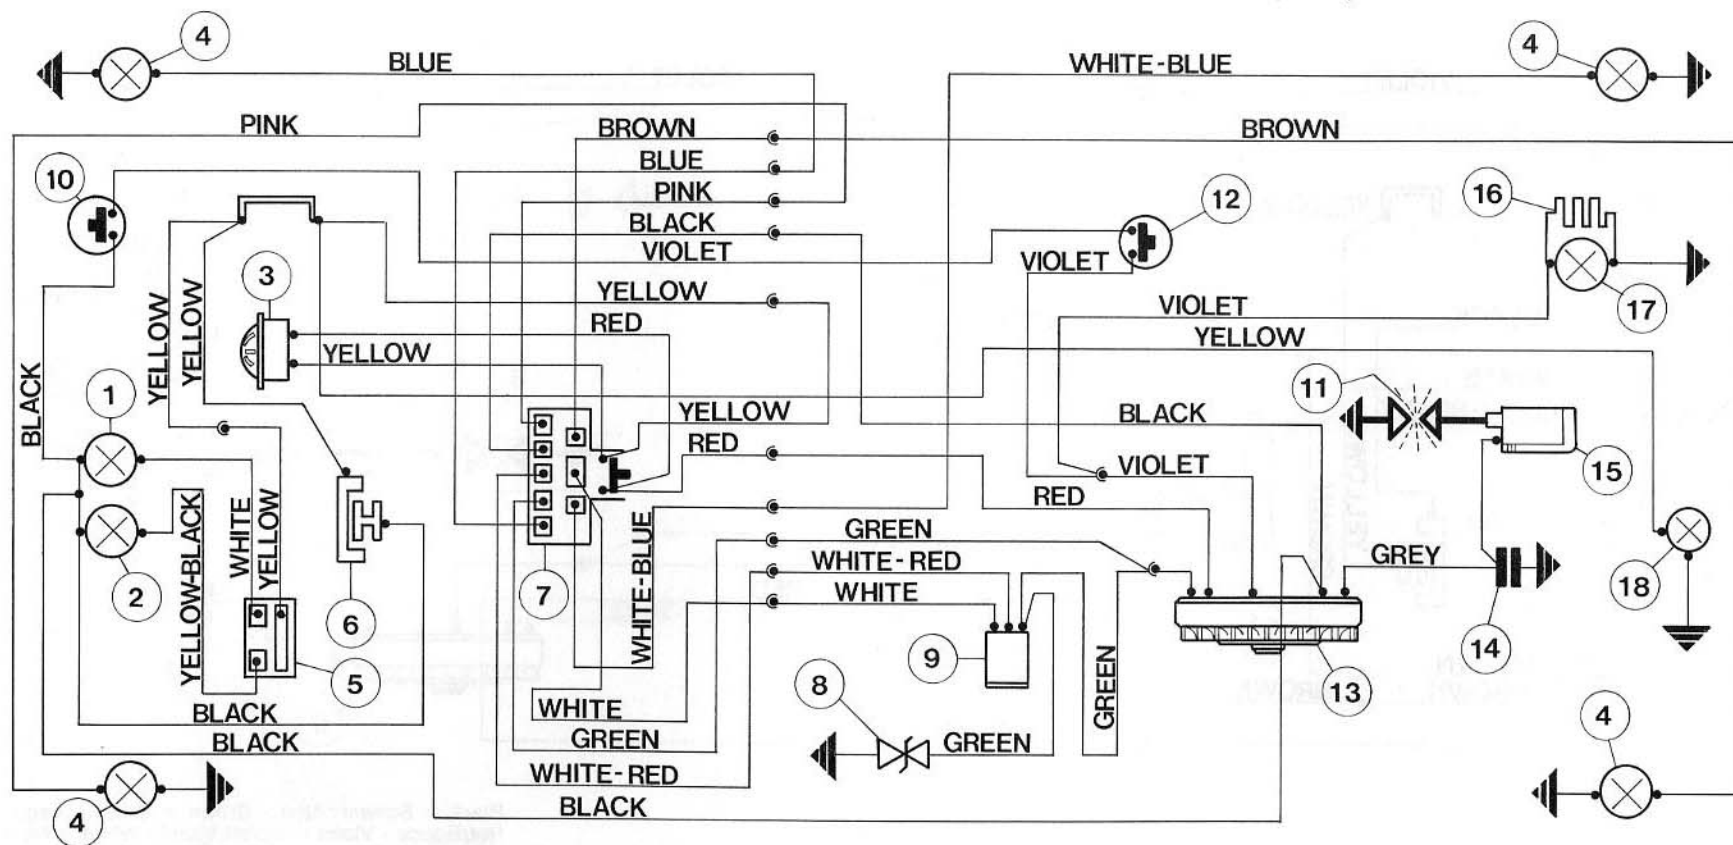 4
BLUE
WHITE-BLUE
4
PINK
BROWN
BROWN
BLUE
10
PINK
16
12
BLACK
VIOLET
VIOLET
3
YELLOW
17
RED
VIOLET
YELLOW
YELLOW
YELLOW
YELLOW
BLACK
1
11
YELLOW
BLACK
RED
VIOLET
15
RED
WHITE
YELLOW
YELLOW-BLACK
GREEN
WHITE-BLUE
WHITE-RED
GREY
WHITE
2
6
7
18
9
14
5
8
13
GREEN
WHITE
BLACK
GREEN
GREEN
4
BLACK
WHITE-RED
BLACK
4